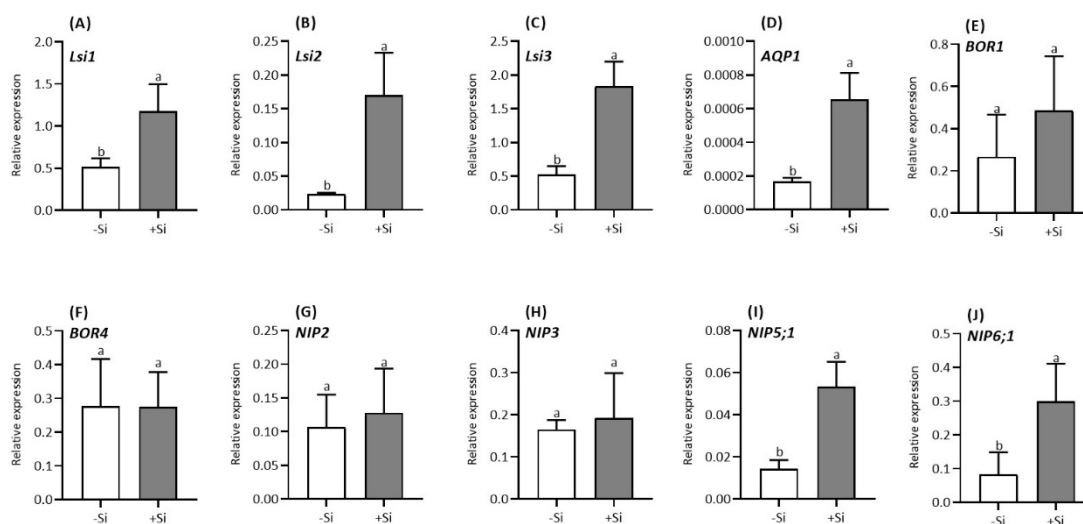 (A)
Lsi1
Relative expression
2.0
1.5
1.0
0.5
0.0
b
a
-Si
+Si
(B)
Lsi2
Relative expression
0.25
0.20
0.15
0.10
0.05
0.00
b
a
-Si
+Si
(C)
Lsi3
Relative expression
2.5
2.0
1.5
1.0
0.5
0.0
b
a
-Si
+Si
(D)
AQP1
Relative expression
0.0010
0.0008
0.0006
0.0004
0.0002
0.0000
b
a
-Si
+Si
(E)
BOR1
Relative expression
0.8
0.6
0.4
0.2
0.0
a
a
-Si
+Si
(F)
BOR4
Relative expression
0.5
0.4
0.3
0.2
0.1
0.0
a
a
-Si
+Si
(G)
NIP2
Relative expression
0.25
0.20
0.15
0.10
0.05
0.00
a
a
-Si
+Si
(H)
NIP3
Relative expression
0.4
0.3
0.2
0.1
0.0
a
a
-Si
+Si
(I)
NIP5;1
Relative expression
0.08
0.06
0.04
0.02
0.00
b
a
-Si
+Si
(J)
NIP6;1
Relative expression
0.5
0.4
0.3
0.2
0.1
0.0
b
a
-Si
+Si